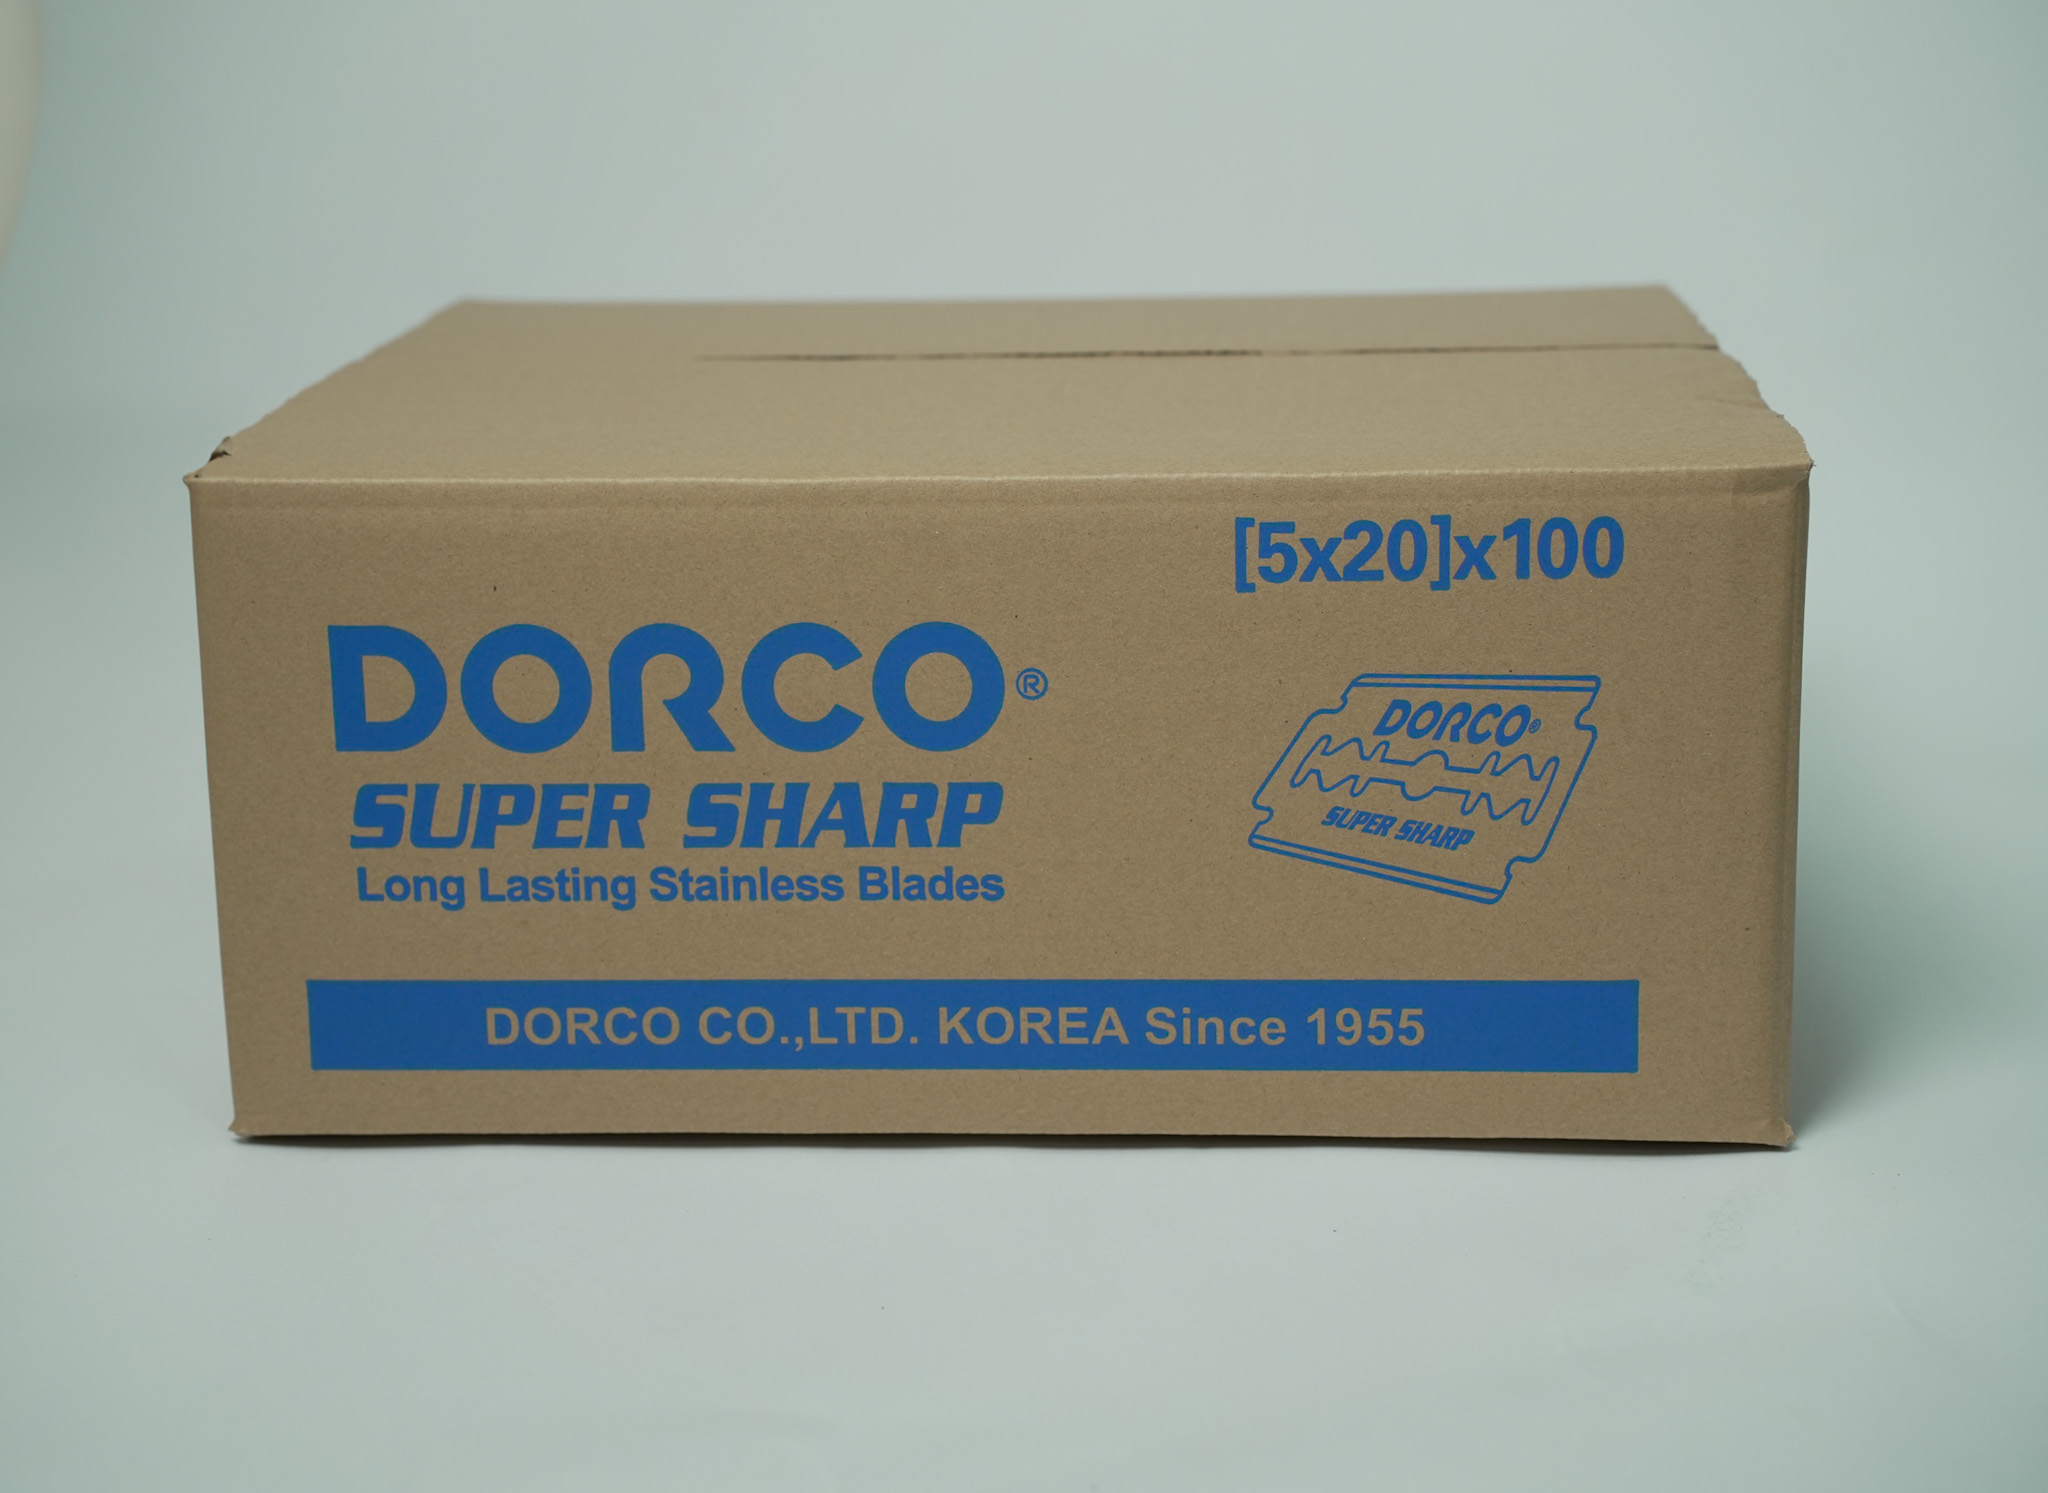 [5x20]x100
DORCO®
SUPER SHARP
Long Lasting Stainless Blades
DORCO®
SUPER SHARP
DORCO CO.,LTD. KOREA Since 1955